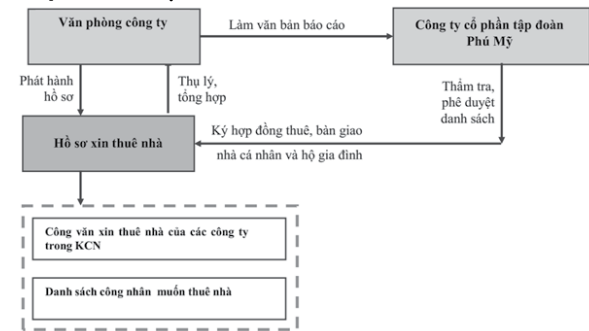 Văn phòng công ty
Làm văn bản báo cáo
Công ty cổ phần tập đoàn
Phú Mỹ
Phát hành
hồ sơ
Thụ lý,
tổng hợp
Thẩm tra,
phê duyệt
danh sách
Hồ sơ xin thuê nhà
Ký hợp đồng thuê, bàn giao
nhà cá nhân và hộ gia đình
Công văn xin thuê nhà của các công ty
trong KCN
Danh sách công nhân muốn thuê nhà